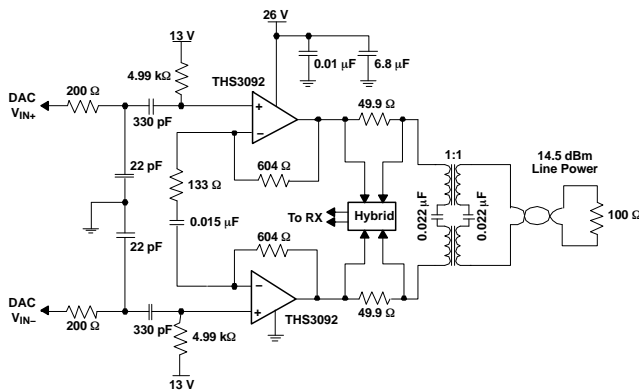 26 V
13 V
0.01 µF
6.8 µF
4.99 kΩ
THS3092
DAC
VIN+
200 Ω
330 pF
+
−
49.9 Ω
1:1
14.5 dBm
Line Power
604 Ω
22 pF
133 Ω
0.015 µF
To RX
Hybrid
0.022 µF
0.022 µF
100 Ω
22 pF
604 Ω
DAC
VIN−
200 Ω
330 pF
−
+
49.9 Ω
THS3092
4.99 kΩ
13 V